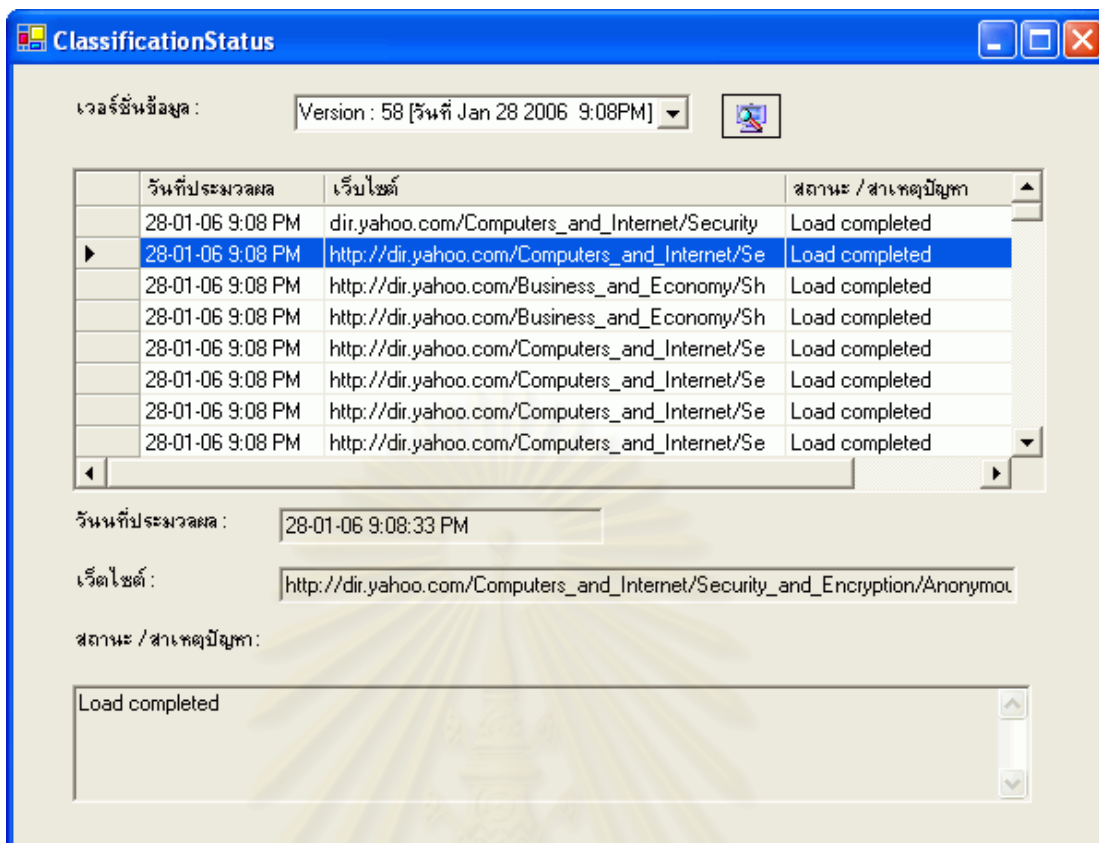 ClassificationStatus
เวอร์ชั่นข้อมูล : Version : 58 [วันที่ Jan 28 2006 9:08PM]
วันที่ประมวลผล เว็บไซต์ สถานะ / สาเหตุปัญหา
28-01-06 9:08 PM dir.yahoo.com/Computers_and_Internet/Security Load completed
28-01-06 9:08 PM http://dir.yahoo.com/Computers_and_Internet/Se Load completed
28-01-06 9:08 PM http://dir.yahoo.com/Business_and_Economy/Sh Load completed
28-01-06 9:08 PM http://dir.yahoo.com/Business_and_Economy/Sh Load completed
28-01-06 9:08 PM http://dir.yahoo.com/Computers_and_Internet/Se Load completed
28-01-06 9:08 PM http://dir.yahoo.com/Computers_and_Internet/Se Load completed
28-01-06 9:08 PM http://dir.yahoo.com/Computers_and_Internet/Se Load completed
28-01-06 9:08 PM http://dir.yahoo.com/Computers_and_Internet/Se Load completed
วันนที่ประมวลผล : 28-01-06 9:08:33 PM
เว็ตไซต์ : http://dir.yahoo.com/Computers_and_Internet/Security_and_Encryption/Anonymou
สถานะ / สาเหตุปัญหา :
Load completed